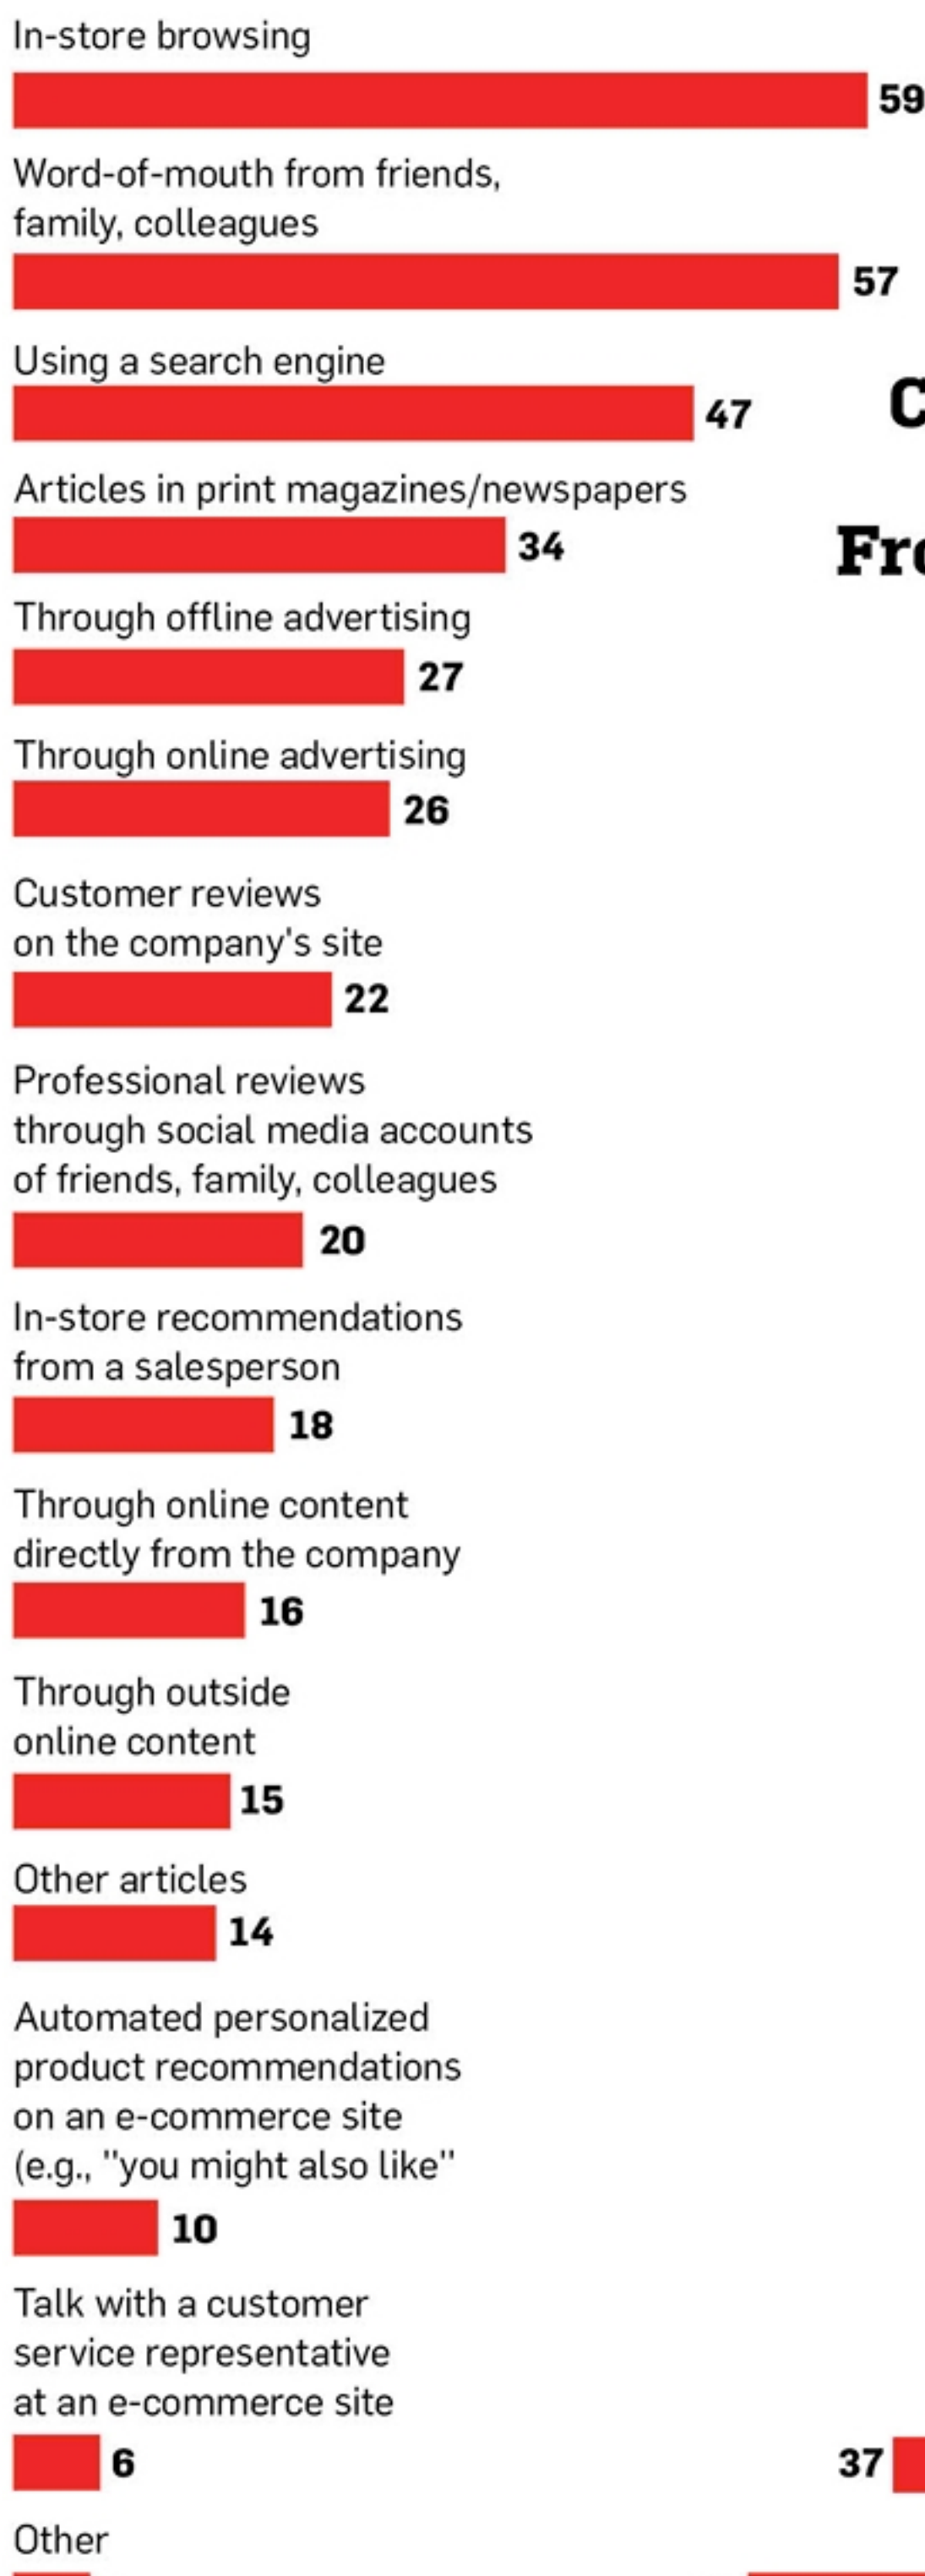 In-store browsing
59
Word-of-mouth from friends,
family, colleagues
57
Using a search engine
47
Articles in print magazines/newspapers
34
Through offline advertising
27
Through online advertising
26
Customer reviews
on the company's site
22
Professional reviews
through social media accounts
of friends, family, colleagues
20
In-store recommendations
from a salesperson
18
Through online content
directly from the company
16
Through outside
online content
15
Other articles
14
Automated personalized
product recommendations
on an e-commerce site
(e.g., "you might also like"
10
Talk with a customer
service representative
at an e-commerce site
6
37
Other